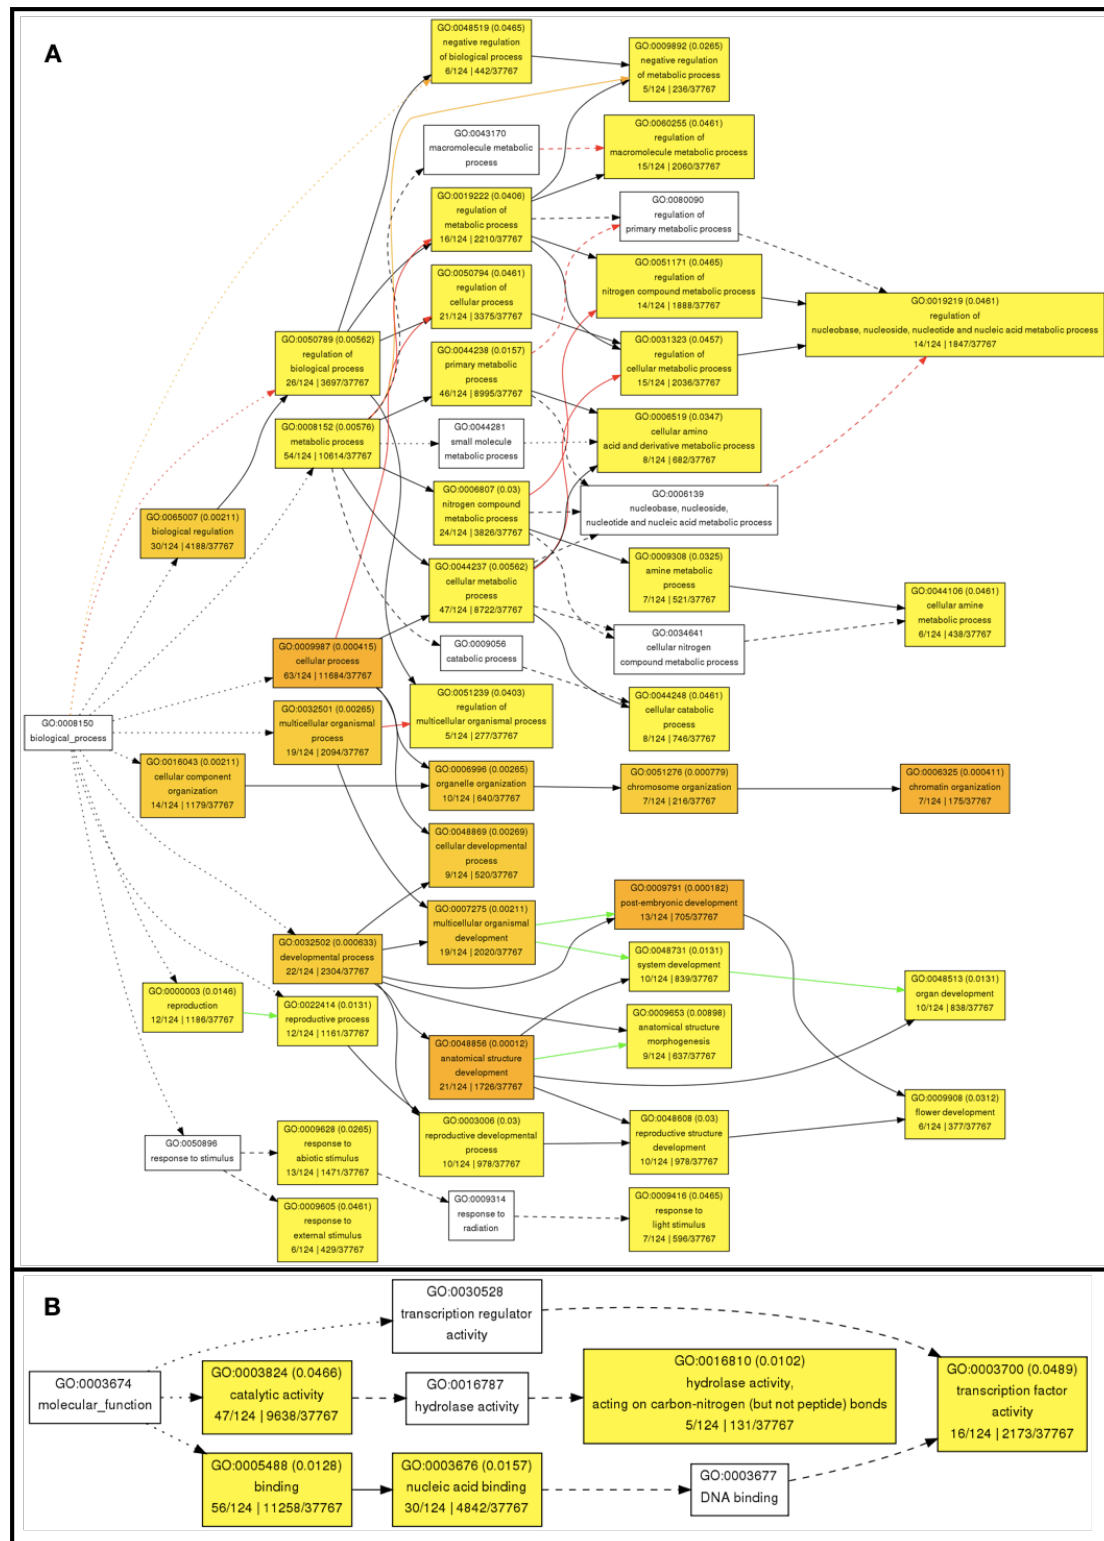 A
GO:0048519 (0.0465)
negative regulation
of biological process
6/124 | 442/37767
GO:0009892 (0.0265)
negative regulation
of metabolic process
5/124 | 236/37767
GO:0043170
macromolecule metabolic
process
GO:0060255 (0.0461)
regulation of
macromolecule metabolic process
15/124 | 2060/37767
GO:0019222 (0.0406)
regulation of
metabolic process
16/124 | 2210/37767
GO:0080090
regulation of
primary metabolic process
GO:0050794 (0.0461)
regulation of
cellular process
21/124 | 3375/37767
GO:0051171 (0.0465)
regulation of
nitrogen compound metabolic process
14/124 | 1888/37767
GO:0019219 (0.0461)
regulation of
nucleobase, nucleoside, nucleotide and nucleic acid metabolic process
14/124 | 1847/37767
GO:0050789 (0.00562)
regulation of
biological process
26/124 | 3697/37767
GO:0044238 (0.0157)
primary metabolic
process
46/124 | 8995/37767
GO:0031323 (0.0457)
regulation of
cellular metabolic process
15/124 | 2036/37767
GO:0008152 (0.00576)
metabolic process
54/124 | 10614/37767
GO:0044281
small molecule
metabolic process
GO:0006519 (0.0347)
cellular amino
acid and derivative metabolic process
8/124 | 682/37767
GO:0006807 (0.03)
nitrogen compound
metabolic process
24/124 | 3826/37767
GO:0006139
nucleobase, nucleoside,
nucleotide and nucleic acid metabolic process
GO:0065007 (0.00211)
biological regulation
30/124 | 4188/37767
GO:0044237 (0.00562)
cellular metabolic
process
47/124 | 8722/37767
GO:0009308 (0.0325)
amine metabolic
process
7/124 | 521/37767
GO:0044106 (0.0461)
cellular amine
metabolic process
6/124 | 438/37767
GO:0009987 (0.000415)
cellular process
63/124 | 11684/37767
GO:0009056
catabolic process
GO:0034641
cellular nitrogen
compound metabolic process
GO:0008150
biological_process
GO:0032501 (0.00265)
multicellular organismal
process
19/124 | 2094/37767
GO:0051239 (0.0403)
regulation of
multicellular organismal process
5/124 | 277/37767
GO:0044248 (0.0461)
cellular catabolic
process
8/124 | 746/37767
GO:0016043 (0.00211)
cellular component
organization
14/124 | 1179/37767
GO:0006996 (0.00265)
organelle organization
10/124 | 640/37767
GO:0051276 (0.000779)
chromosome organization
7/124 | 216/37767
GO:0006325 (0.000411)
chromatin organization
7/124 | 175/37767
GO:0048869 (0.00269)
cellular developmental
process
9/124 | 520/37767
GO:0007275 (0.00211)
multicellular organismal
development
19/124 | 2020/37767
GO:0009791 (0.000182)
post-embryonic development
13/124 | 705/37767
GO:0032502 (0.000633)
developmental process
22/124 | 2304/37767
GO:0048731 (0.0131)
system development
10/124 | 839/37767
GO:0048513 (0.0131)
organ development
10/124 | 838/37767
GO:0000003 (0.0146)
reproduction
12/124 | 1186/37767
GO:0022414 (0.0131)
reproductive process
12/124 | 1161/37767
GO:0009653 (0.00898)
anatomical structure
morphogenesis
9/124 | 637/37767
GO:0048856 (0.00012)
anatomical structure
development
21/124 | 1726/37767
GO:0009908 (0.0312)
flower development
6/124 | 377/37767
GO:0050896
response to stimulus
GO:0009628 (0.0265)
response to
abiotic stimulus
13/124 | 1471/37767
GO:0003006 (0.03)
reproductive developmental
process
10/124 | 978/37767
GO:0048608 (0.03)
reproductive structure
development
10/124 | 978/37767
GO:0009605 (0.0461)
response to
external stimulus
6/124 | 429/37767
GO:0009314
response to
radiation
GO:0009416 (0.0465)
response to
light stimulus
7/124 | 596/37767
B
GO:0030528
transcription regulator
activity
GO:0003674
molecular_function
GO:0003824 (0.0466)
catalytic activity
47/124 | 9638/37767
GO:0016787
hydrolase activity
GO:0016810 (0.0102)
hydrolase activity,
acting on carbon-nitrogen (but not peptide) bonds
5/124 | 131/37767
GO:0003700 (0.0489)
transcription factor
activity
16/124 | 2173/37767
GO:0005488 (0.0128)
binding
56/124 | 11258/37767
GO:0003676 (0.0157)
nucleic acid binding
30/124 | 4842/37767
GO:0003677
DNA binding